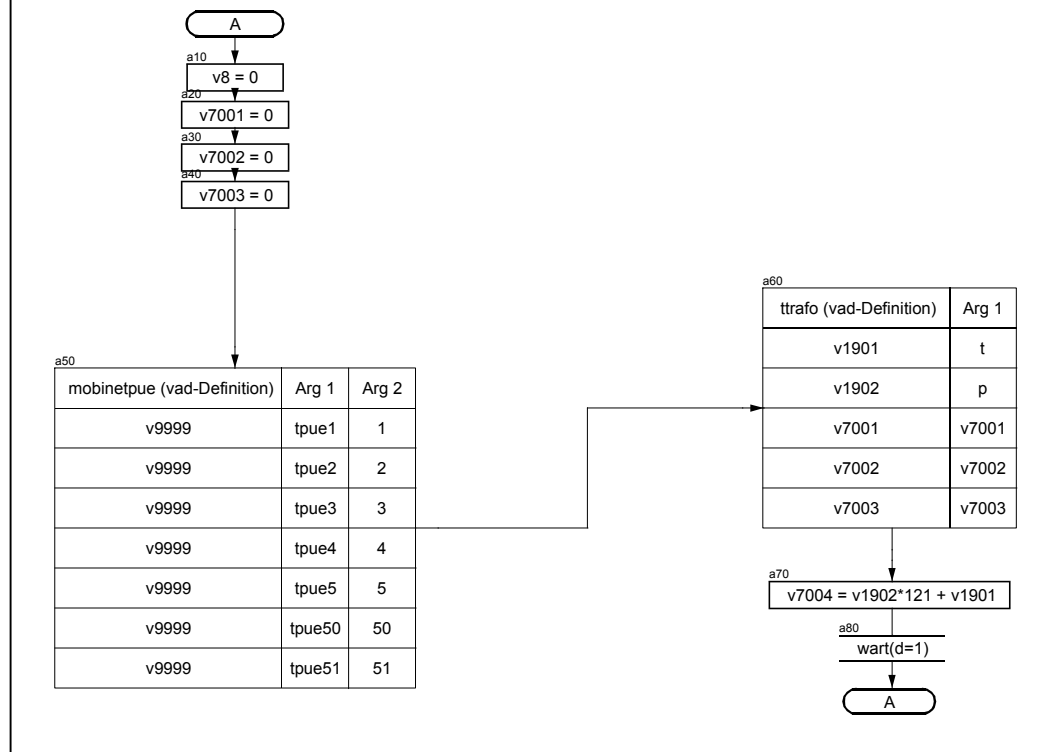 A
a10
v8 = 0
a20
v7001 = 0
a30
v7002 = 0
a40
v7003 = 0
a50
mobinetpue (vad-Definition) Arg 1 Arg 2
v9999 tpue1 1
v9999 tpue2 2
v9999 tpue3 3
v9999 tpue4 4
v9999 tpue5 5
v9999 tpue50 50
v9999 tpue51 51
a60
ttrafo (vad-Definition) Arg 1
v1901 t
v1902 p
v7001 v7001
v7002 v7002
v7003 v7003
a70
v7004 = v1902*121 + v1901
a80
wart(d=1)
A